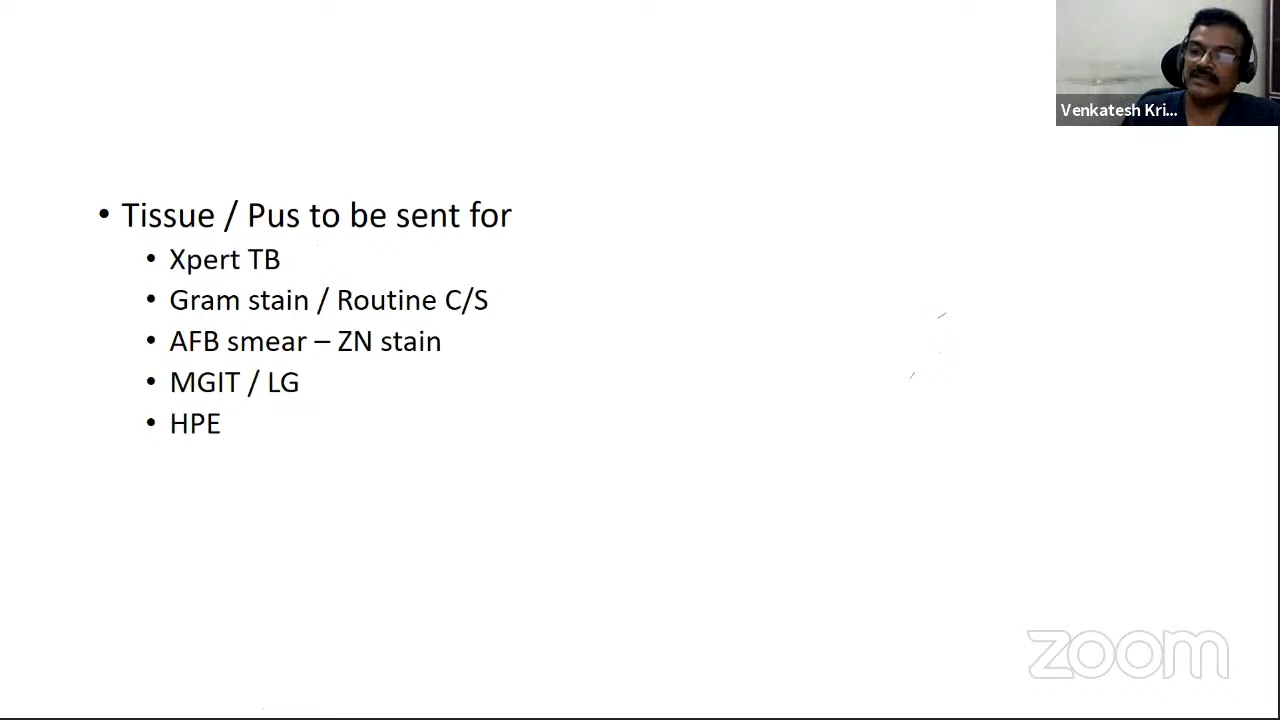 Venkatesh Kri...
• Tissue / Pus to be sent for
• Xpert TB
• Gram stain / Routine C/S
• AFB smear – ZN stain
• MGIT / LG
• HPE
zoom